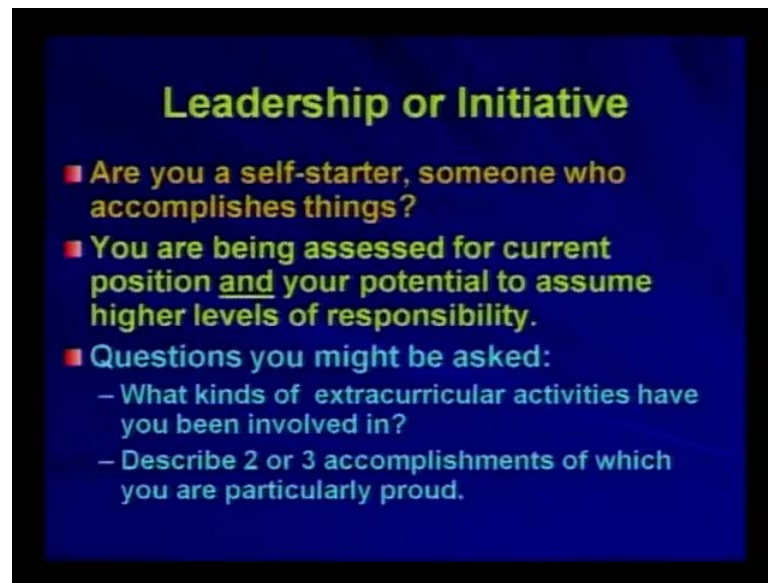 Leadership or Initiative
Are you a self-starter, someone who
accomplishes things?
You are being assessed for current
position and your potential to assume
higher levels of responsibility.
Questions you might be asked:
– What kinds of extracurricular activities have
you been involved in?
– Describe 2 or 3 accomplishments of which
you are particularly proud.